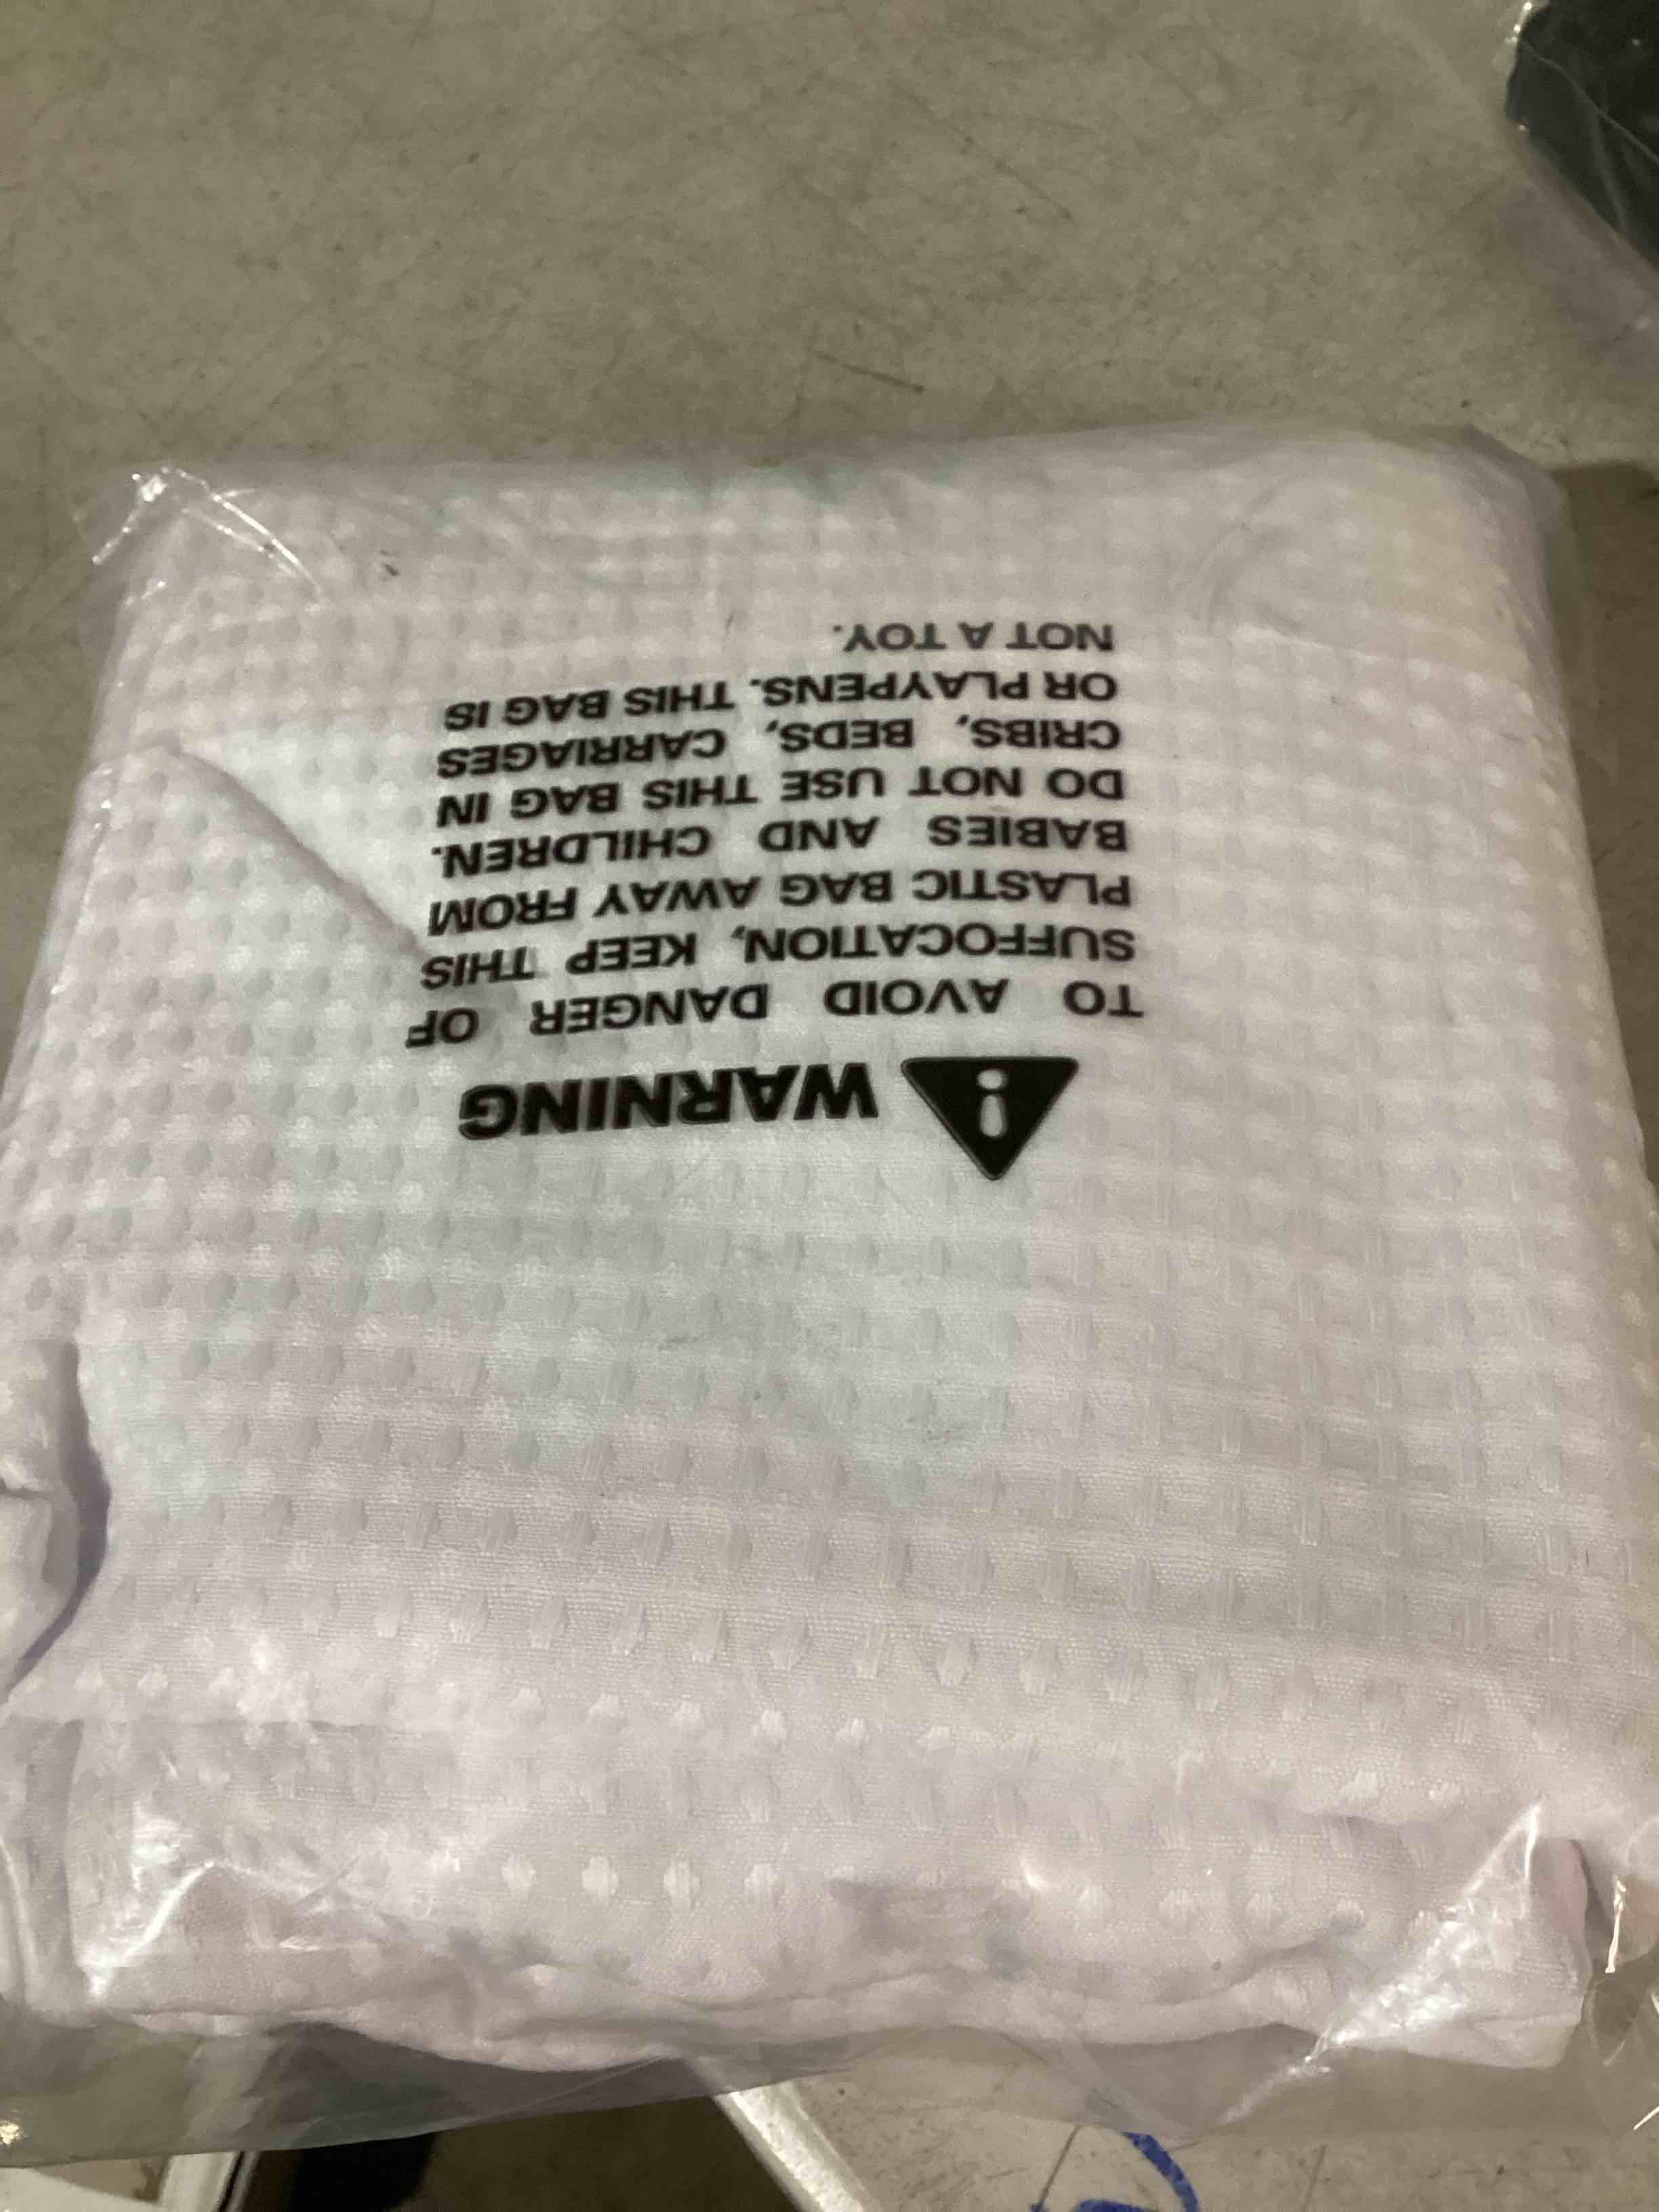 WARNING
TO AVOID DANGER OF
SUFFOCATION, KEEP THIS
PLASTIC BAG AWAY FROM
BABIES AND CHILDREN.
DO NOT USE THIS BAG IN
CRIBS, BEDS, CARRIAGES
OR PLAYPENS. THIS BAG IS
NOT A TOY.